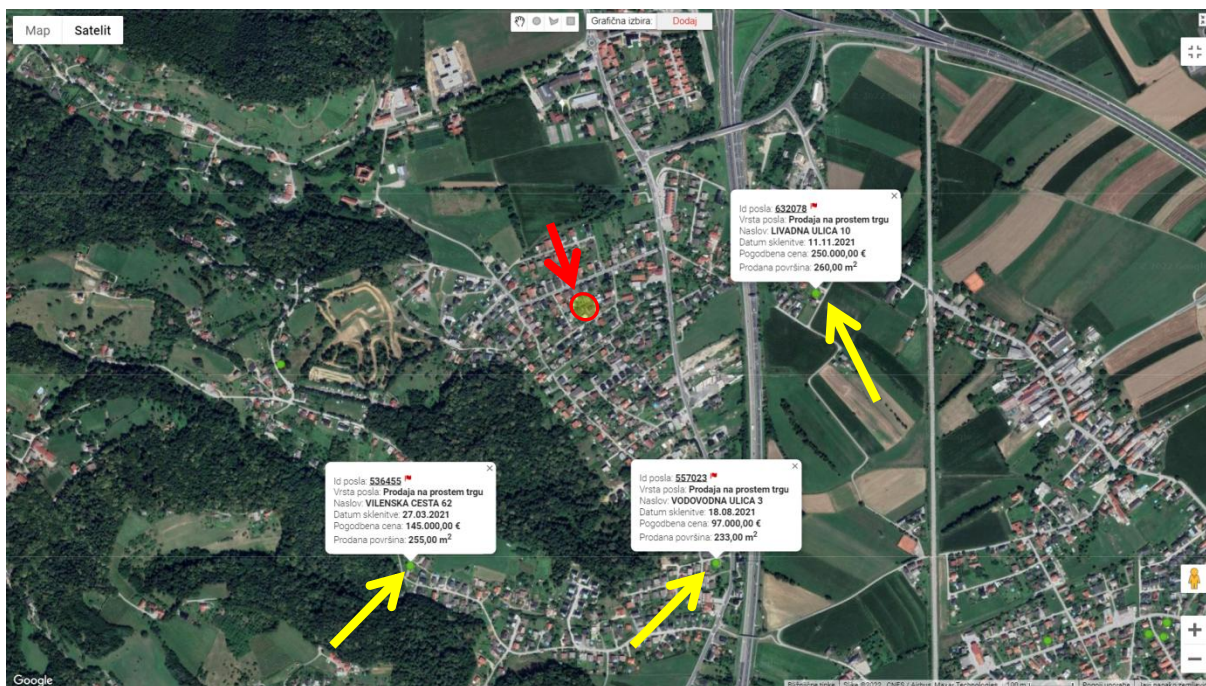 Map
Satelit
Grafična izbira:
Dodaj
Id posla: 632078
Vrsta posla: Prodaja na prostem trgu
Naslov: LIVADNA ULICA 10
Datum sklenitve: 11.11.2021
Pogodbena cena: 250.000,00 €
Prodana površina: 260,00 m²
Id posla: 536455
Vrsta posla: Prodaja na prostem trgu
Naslov: VILENSKA CESTA 62
Datum sklenitve: 27.03.2021
Pogodbena cena: 145.000,00 €
Prodana površina: 255,00 m²
Id posla: 557023
Vrsta posla: Prodaja na prostem trgu
Naslov: VODOVODNA ULICA 3
Datum sklenitve: 18.08.2021
Pogodbena cena: 97.000,00 €
Prodana površina: 233,00 m²
Google